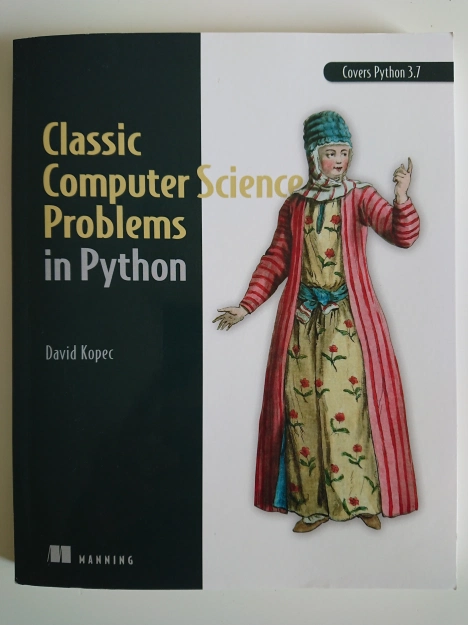 Covers Python 3.7
Classic
Computer Science
Problems
in Python
David Kopec
MANNING